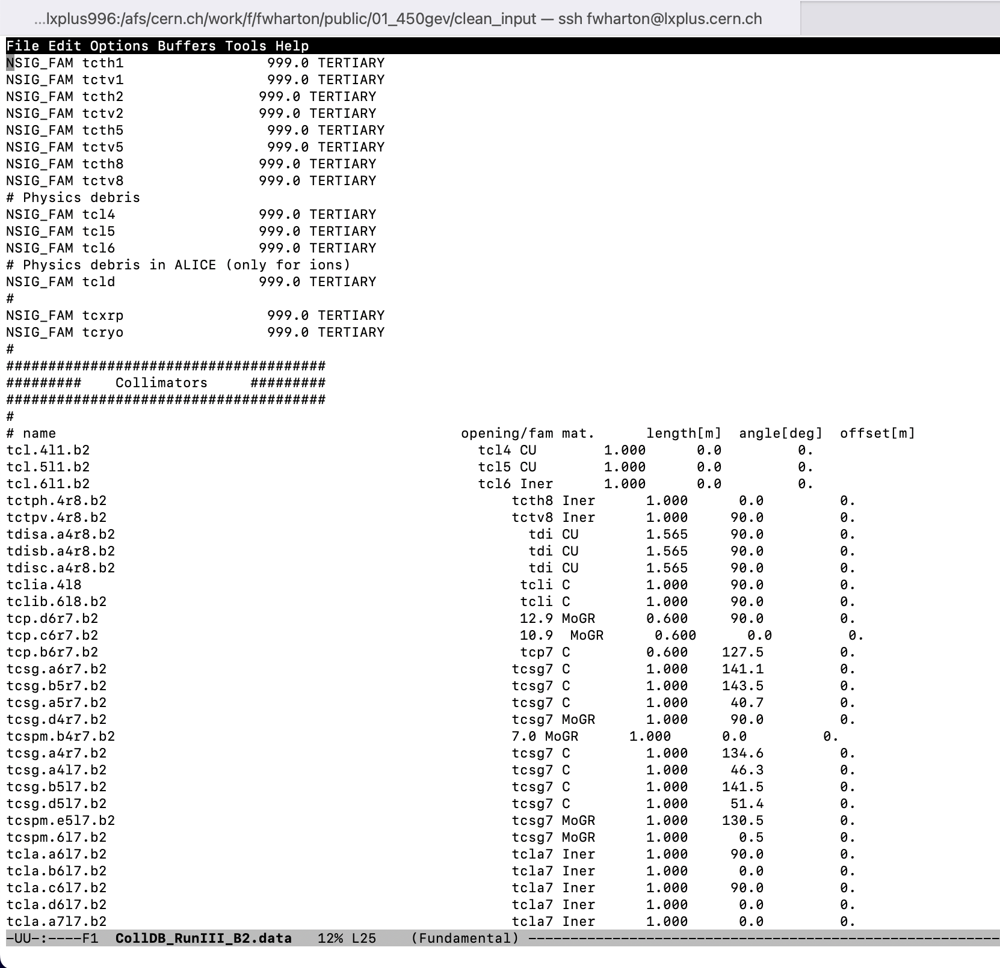 ...lxplus996:/afs/cern.ch/work/f/fwharton/public/01_450gev/clean_input — ssh fwharton@lxplus.cern.ch
File Edit Options Buffers Tools Help
NSIG_FAM tcth1                 999.0 TERTIARY
NSIG_FAM tctv1                 999.0 TERTIARY
NSIG_FAM tcth2                999.0 TERTIARY
NSIG_FAM tctv2                999.0 TERTIARY
NSIG_FAM tcth5                 999.0 TERTIARY
NSIG_FAM tctv5                 999.0 TERTIARY
NSIG_FAM tcth8                999.0 TERTIARY
NSIG_FAM tctv8                999.0 TERTIARY
# Physics debris
NSIG_FAM tcl4                 999.0 TERTIARY
NSIG_FAM tcl5                 999.0 TERTIARY
NSIG_FAM tcl6                 999.0 TERTIARY
# Physics debris in ALICE (only for ions)
NSIG_FAM tcld                 999.0 TERTIARY
#
NSIG_FAM tcxrp                 999.0 TERTIARY
NSIG_FAM tcryo                 999.0 TERTIARY
#
######################################
#########    Collimators     #########
######################################
#
# name                                                opening/fam mat.      length[m]  angle[deg]  offset[m]
tcl.4l1.b2                                              tcl4 CU        1.000      0.0         0.
tcl.5l1.b2                                              tcl5 CU        1.000      0.0         0.
tcl.6l1.b2                                              tcl6 Iner      1.000      0.0         0.
tctph.4r8.b2                                                tcth8 Iner      1.000      0.0         0.
tctpv.4r8.b2                                                tctv8 Iner      1.000     90.0         0.
tdisa.a4r8.b2                                                 tdi CU        1.565     90.0         0.
tdisb.a4r8.b2                                                 tdi CU        1.565     90.0         0.
tdisc.a4r8.b2                                                 tdi CU        1.565     90.0         0.
tclia.4l8                                                    tcli C         1.000     90.0         0.
tclib.6l8.b2                                                 tcli C         1.000     90.0         0.
tcp.d6r7.b2                                                  12.9 MoGR      0.600     90.0         0.
tcp.c6r7.b2                                                  10.9  MoGR      0.600      0.0         0.
tcp.b6r7.b2                                                  tcp7 C         0.600    127.5         0.
tcsg.a6r7.b2                                                tcsg7 C         1.000    141.1         0.
tcsg.b5r7.b2                                                tcsg7 C         1.000    143.5         0.
tcsg.a5r7.b2                                                tcsg7 C         1.000     40.7         0.
tcsg.d4r7.b2                                                tcsg7 MoGR      1.000     90.0         0.
tcspm.b4r7.b2                                               7.0 MoGR      1.000      0.0         0.
tcsg.a4r7.b2                                                tcsg7 C         1.000    134.6         0.
tcsg.a4l7.b2                                                tcsg7 C         1.000     46.3         0.
tcsg.b5l7.b2                                                tcsg7 C         1.000    141.5         0.
tcsg.d5l7.b2                                                tcsg7 C         1.000     51.4         0.
tcspm.e5l7.b2                                               tcsg7 MoGR      1.000    130.5         0.
tcspm.6l7.b2                                                tcsg7 MoGR      1.000      0.5         0.
tcla.a6l7.b2                                                tcla7 Iner      1.000     90.0         0.
tcla.b6l7.b2                                                tcla7 Iner      1.000      0.0         0.
tcla.c6l7.b2                                                tcla7 Iner      1.000     90.0         0.
tcla.d6l7.b2                                                tcla7 Iner      1.000      0.0         0.
tcla.a7l7.b2                                                tcla7 Iner      1.000      0.0         0.
-UU-:----F1  CollDB_RunIII_B2.data   12% L25    (Fundamental) --------------------------------------------------------